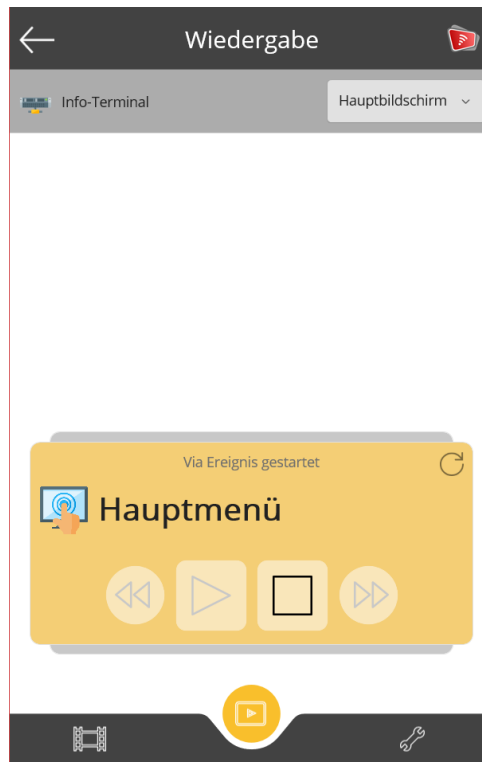 Wiedergabe
Info-Terminal
Hauptbildschirm
Via Ereignis gestartet
Hauptmenü